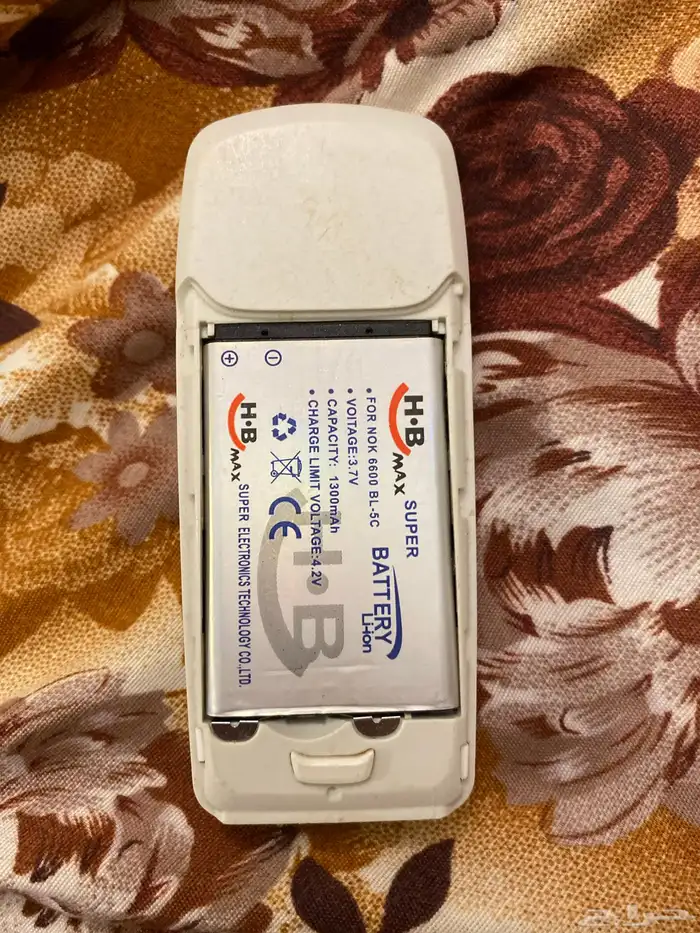 H·B MAX SUPER
BATTERY
Li-ion
• FOR NOK 6600 BL-5C
• VOLTAGE:3.7V
• CAPACITY: 1300mAh
• CHARGE LIMIT VOLTAGE:4.2V
CE
H·B
H·B MAX SUPER ELECTRONICS TECHNOLOGY CO.,LTD.
+ −
حراج